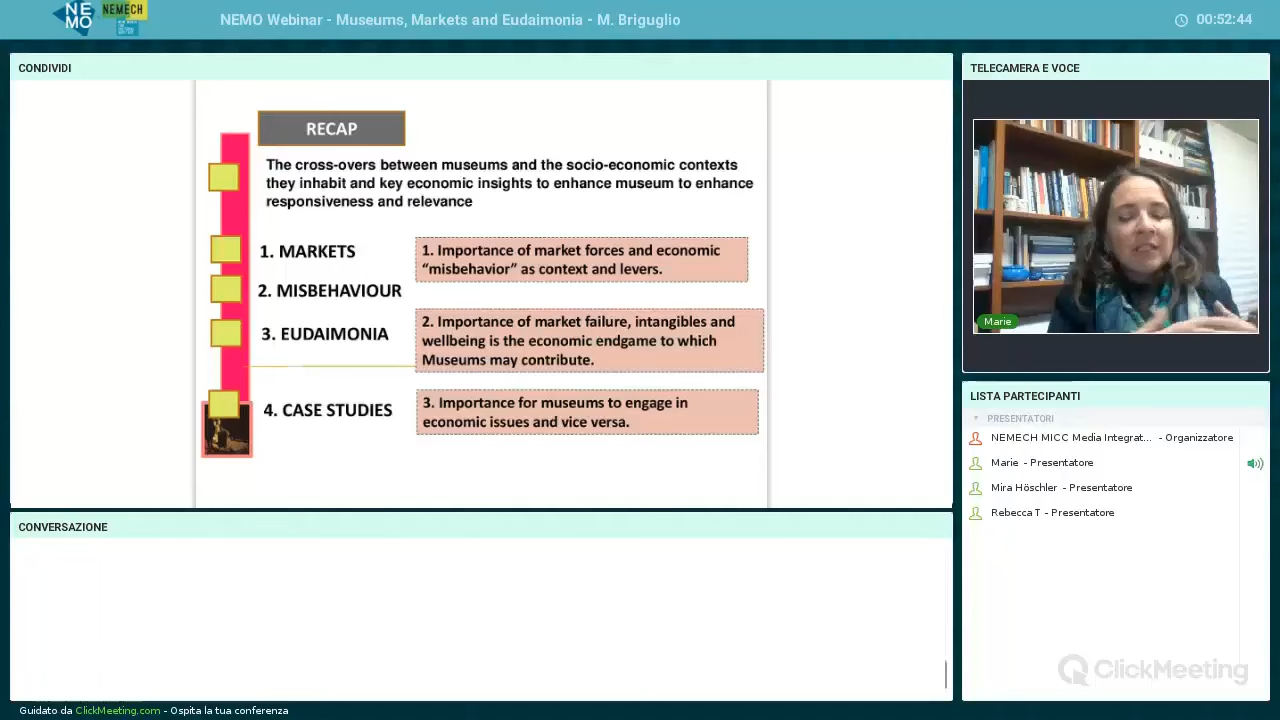 NE
MO
NEMECH
NEMO Webinar - Museums, Markets and Eudaimonia - M. Briguglio
00:52:44
CONDIVIDI
RECAP
The cross-overs between museums and the socio-economic contexts
they inhabit and key economic insights to enhance museum to enhance
responsiveness and relevance
1. MARKETS
1. Importance of market forces and economic
“misbehavior” as context and levers.
2. MISBEHAVIOUR
3. EUDAIMONIA
2. Importance of market failure, intangibles and
wellbeing is the economic endgame to which
Museums may contribute.
4. CASE STUDIES
3. Importance for museums to engage in
economic issues and vice versa.
TELECAMERA E VOCE
Marie
LISTA PARTECIPANTI
PRESENTATORI
NEMECH MICC Media Integrat... - Organizzatore
Marie - Presentatore
Mira Höschler - Presentatore
Rebecca T - Presentatore
CONVERSAZIONE
ClickMeeting
Guidato da ClickMeeting.com - Ospita la tua conferenza